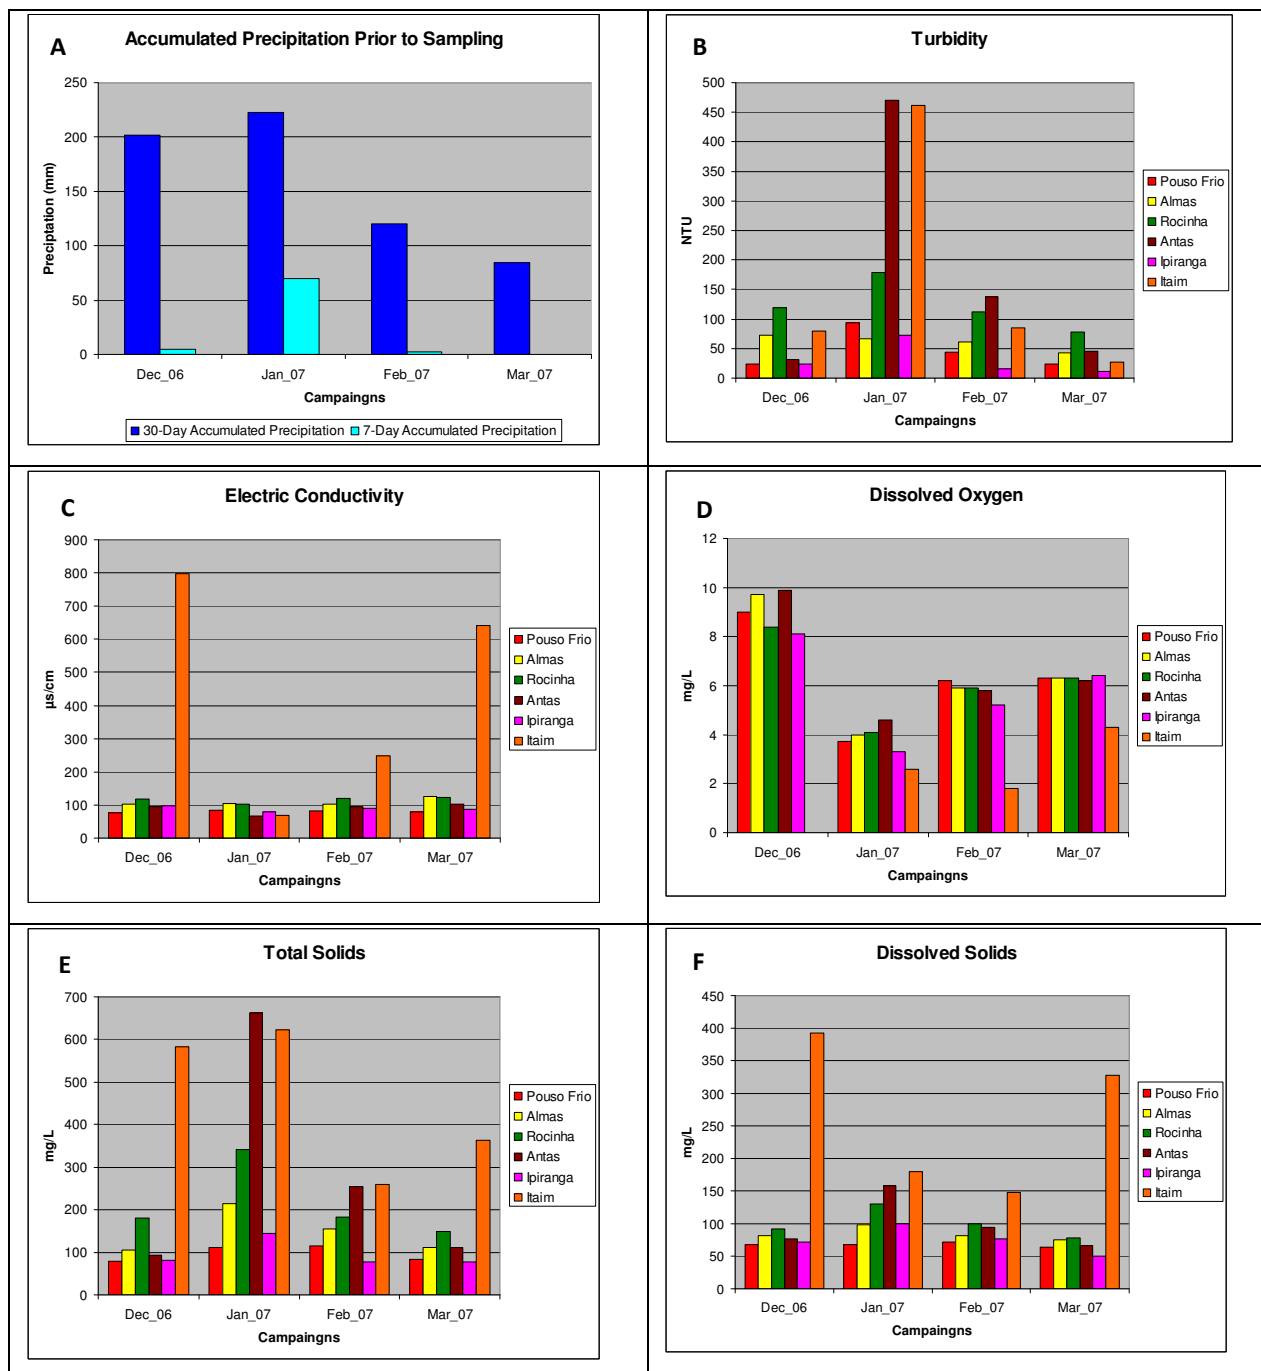 A
Accumulated Precipitation Prior to Sampling
250
200
150
100
50
0
Preciptation (mm)
Dec_06 Jan_07 Feb_07 Mar_07
Campaingns
30-Day Accumulated Precipitation 7-Day Accumulated Precipitation
B
Turbidity
500
450
400
350
300
250
200
150
100
50
0
NTU
Dec_06 Jan_07 Feb_07 Mar_07
Campaingns
Pouso Frio
Almas
Rocinha
Antas
Ipiranga
Itaim
C
Electric Conductivity
900
800
700
600
500
400
300
200
100
0
µs/cm
Dec_06 Jan_07 Feb_07 Mar_07
Campaingns
Pouso Frio
Almas
Rocinha
Antas
Ipiranga
Itaim
D
Dissolved Oxygen
12
10
8
6
4
2
0
mg/L
Dec_06 Jan_07 Feb_07 Mar_07
Campaingns
Pouso Frio
Almas
Rocinha
Antas
Ipiranga
Itaim
E
Total Solids
700
600
500
400
300
200
100
0
mg/L
Dec_06 Jan_07 Feb_07 Mar_07
Campaingns
Pouso Frio
Almas
Rocinha
Antas
Ipiranga
Itaim
F
Dissolved Solids
450
400
350
300
250
200
150
100
50
0
mg/L
Dec_06 Jan_07 Feb_07 Mar_07
Campaingns
Pouso Frio
Almas
Rocinha
Antas
Ipiranga
Itaim